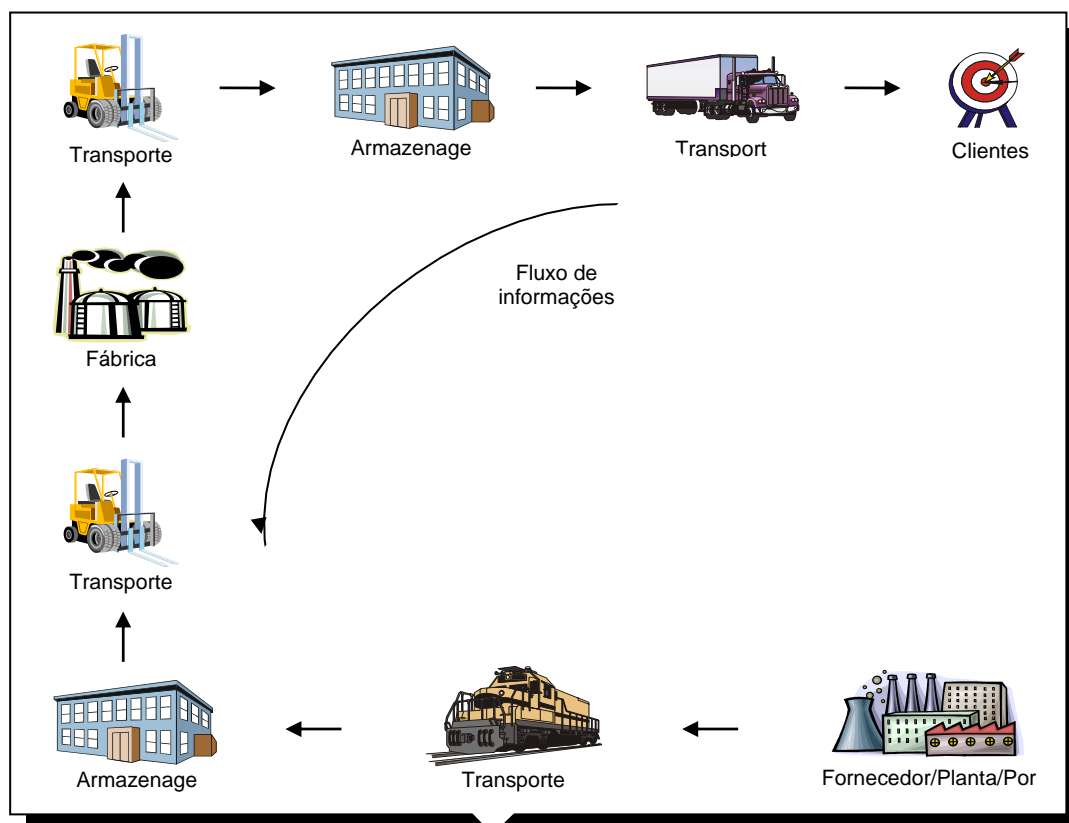 Transporte
Armazenage
Transport
Clientes
Fluxo de
informações
Fábrica
Transporte
Armazenage
Transporte
Fornecedor/Planta/Por